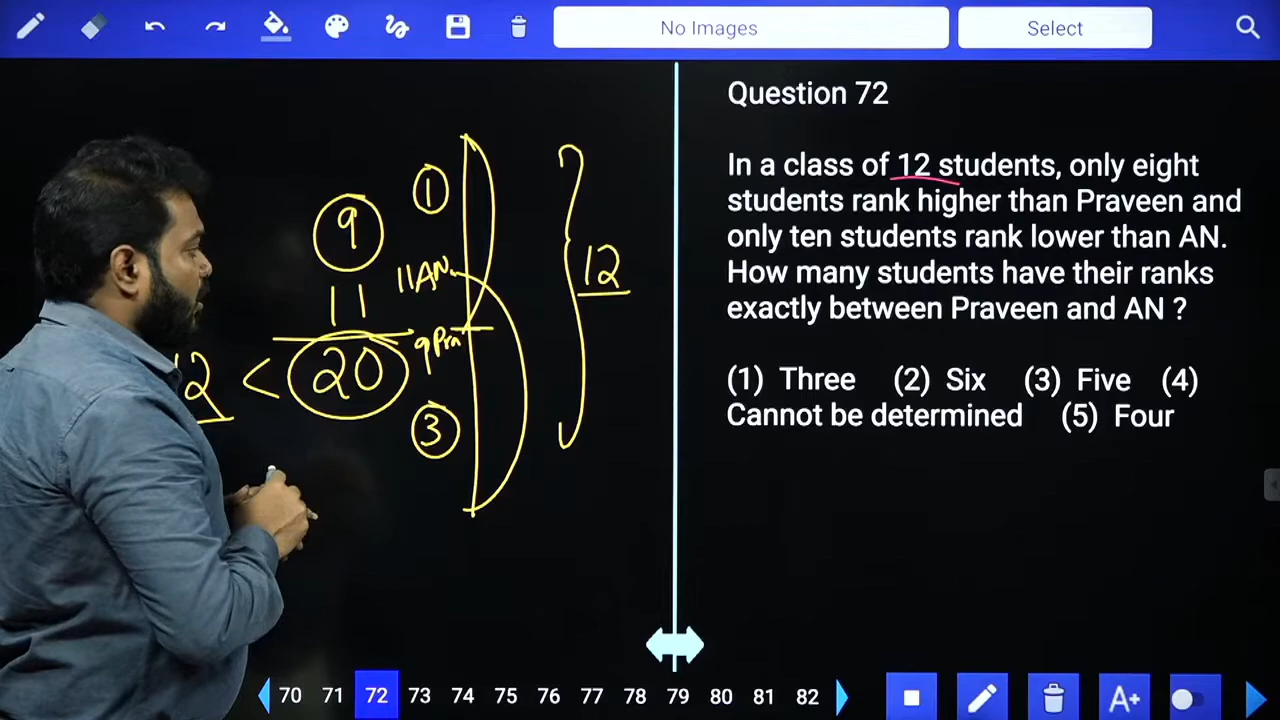 No Images
Select
Question 72
In a class of 12 students, only eight
students rank higher than Praveen and
only ten students rank lower than AN.
How many students have their ranks
exactly between Praveen and AN ?
(1) Three (2) Six (3) Five (4)
Cannot be determined (5) Four
1
9
11AN
12
11
9Prn
12 < 20
3
70 71 72 73 74 75 76 77 78 79 80 81 82
A+